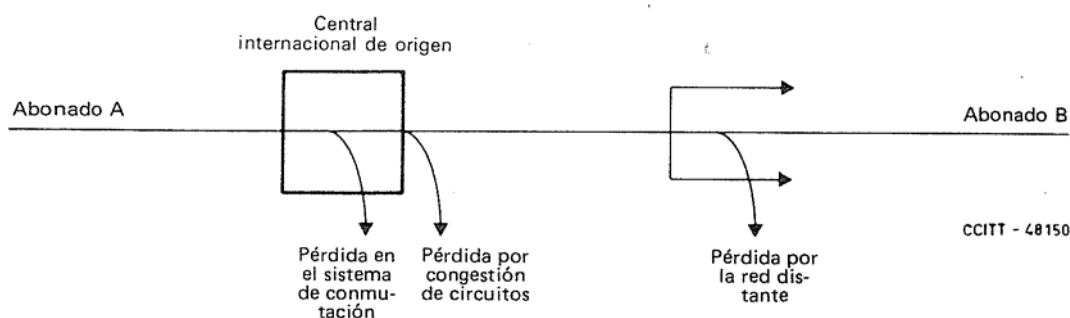 Central
internacional de origen
Abonado A
Abonado B
CCITT - 48150
Pérdida en
el sistema
de conmu-
tación
Pérdida por
congestión
de circuitos
Pérdida por
la red dis-
tante